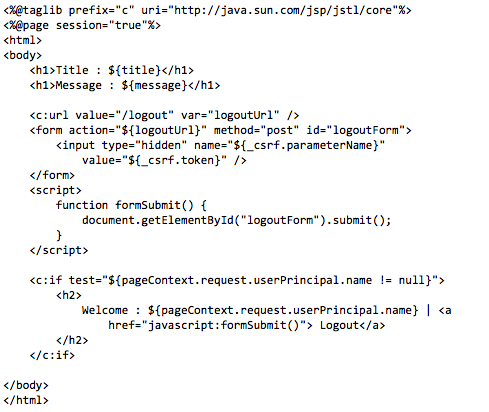 <%@taglib prefix="c" uri="http://java.sun.com/jsp/jstl/core"%>
<%@page session="true"%>
<html>
<body>
    <h1>Title : ${title}</h1>
    <h1>Message : ${message}</h1>

    <c:url value="/logout" var="logoutUrl" />
    <form action="${logoutUrl}" method="post" id="logoutForm">
        <input type="hidden" name="${_csrf.parameterName}"
            value="${_csrf.token}" />
    </form>
    <script>
        function formSubmit() {
            document.getElementById("logoutForm").submit();
        }
    </script>

    <c:if test="${pageContext.request.userPrincipal.name != null}">
        <h2>
            Welcome : ${pageContext.request.userPrincipal.name} | <a
                href="javascript:formSubmit()"> Logout</a>
        </h2>
    </c:if>

</body>
</html>